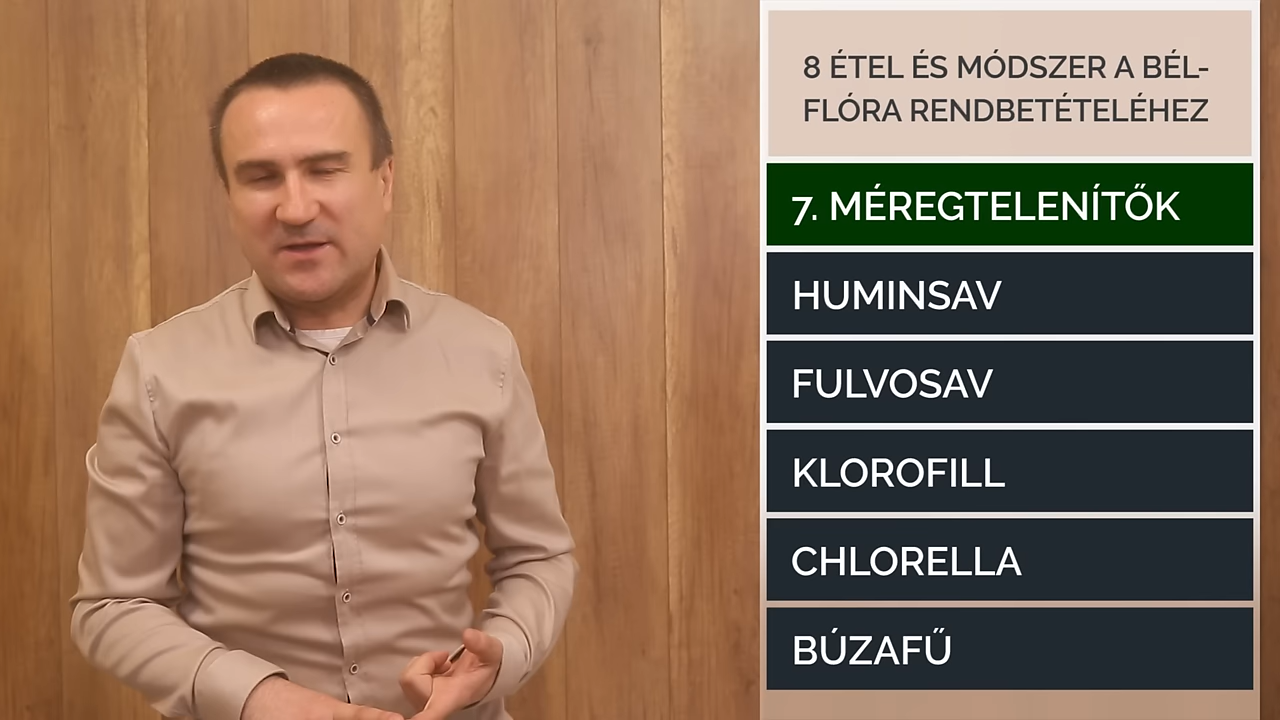 8 ÉTEL ÉS MÓDSZER A BÉL-
FLÓRA RENDBETÉTELÉHEZ
7. MÉREGTELENÍTŐK
HUMINSAV
FULVOSAV
KLOROFILL
CHLORELLA
BÚZAFŰ